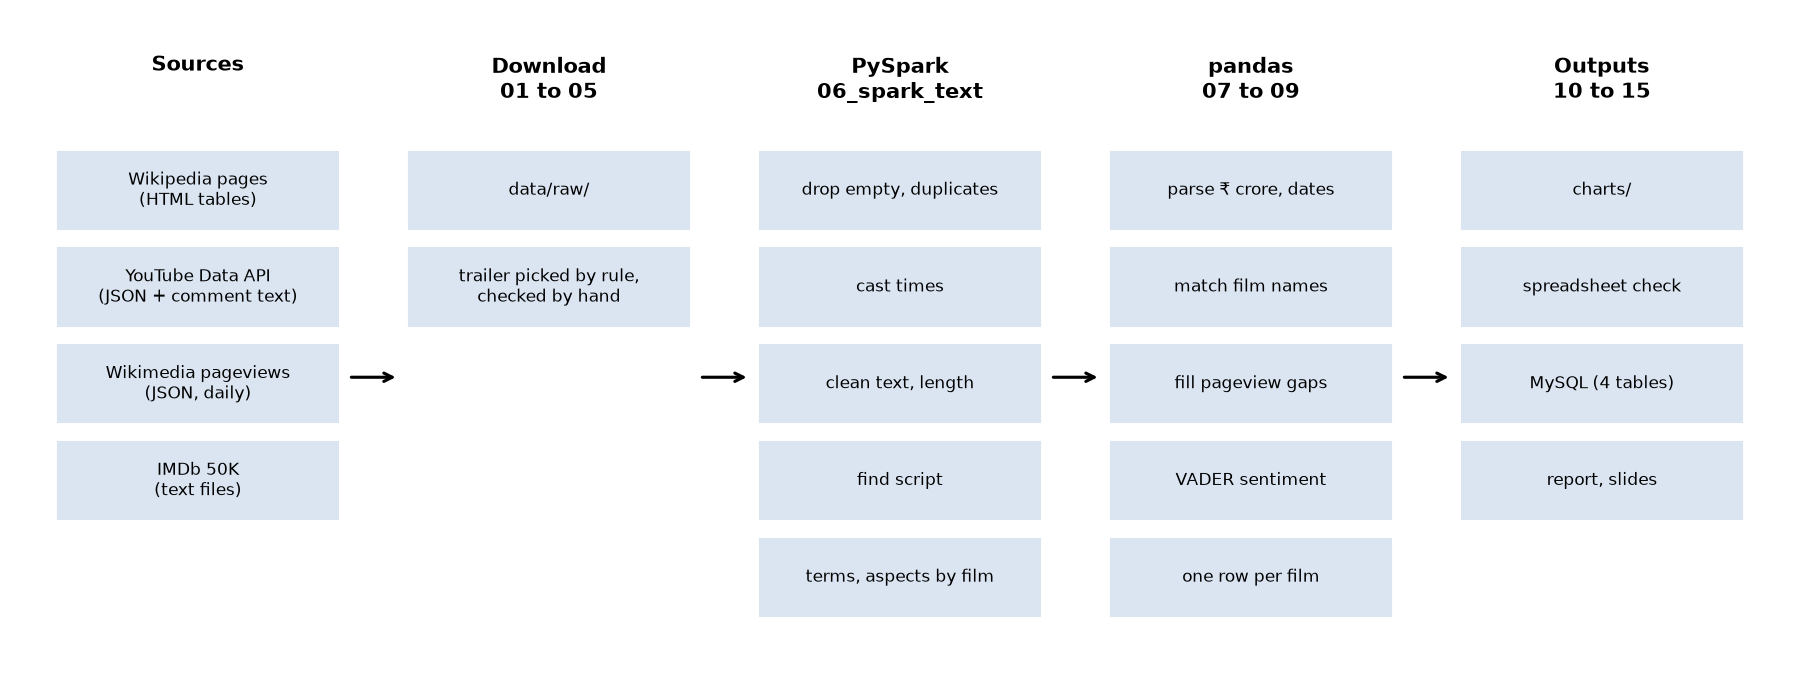 Sources
Wikipedia pages
(HTML tables)
YouTube Data API
(JSON + comment text)
Wikimedia pageviews
(JSON, daily)
IMDb 50K
(text files)
Download
01 to 05
data/raw/
trailer picked by rule,
checked by hand
PySpark
06_spark_text
drop empty, duplicates
cast times
clean text, length
find script
terms, aspects by film
pandas
07 to 09
parse ₹ crore, dates
match film names
fill pageview gaps
VADER sentiment
one row per film
Outputs
10 to 15
charts/
spreadsheet check
MySQL (4 tables)
report, slides